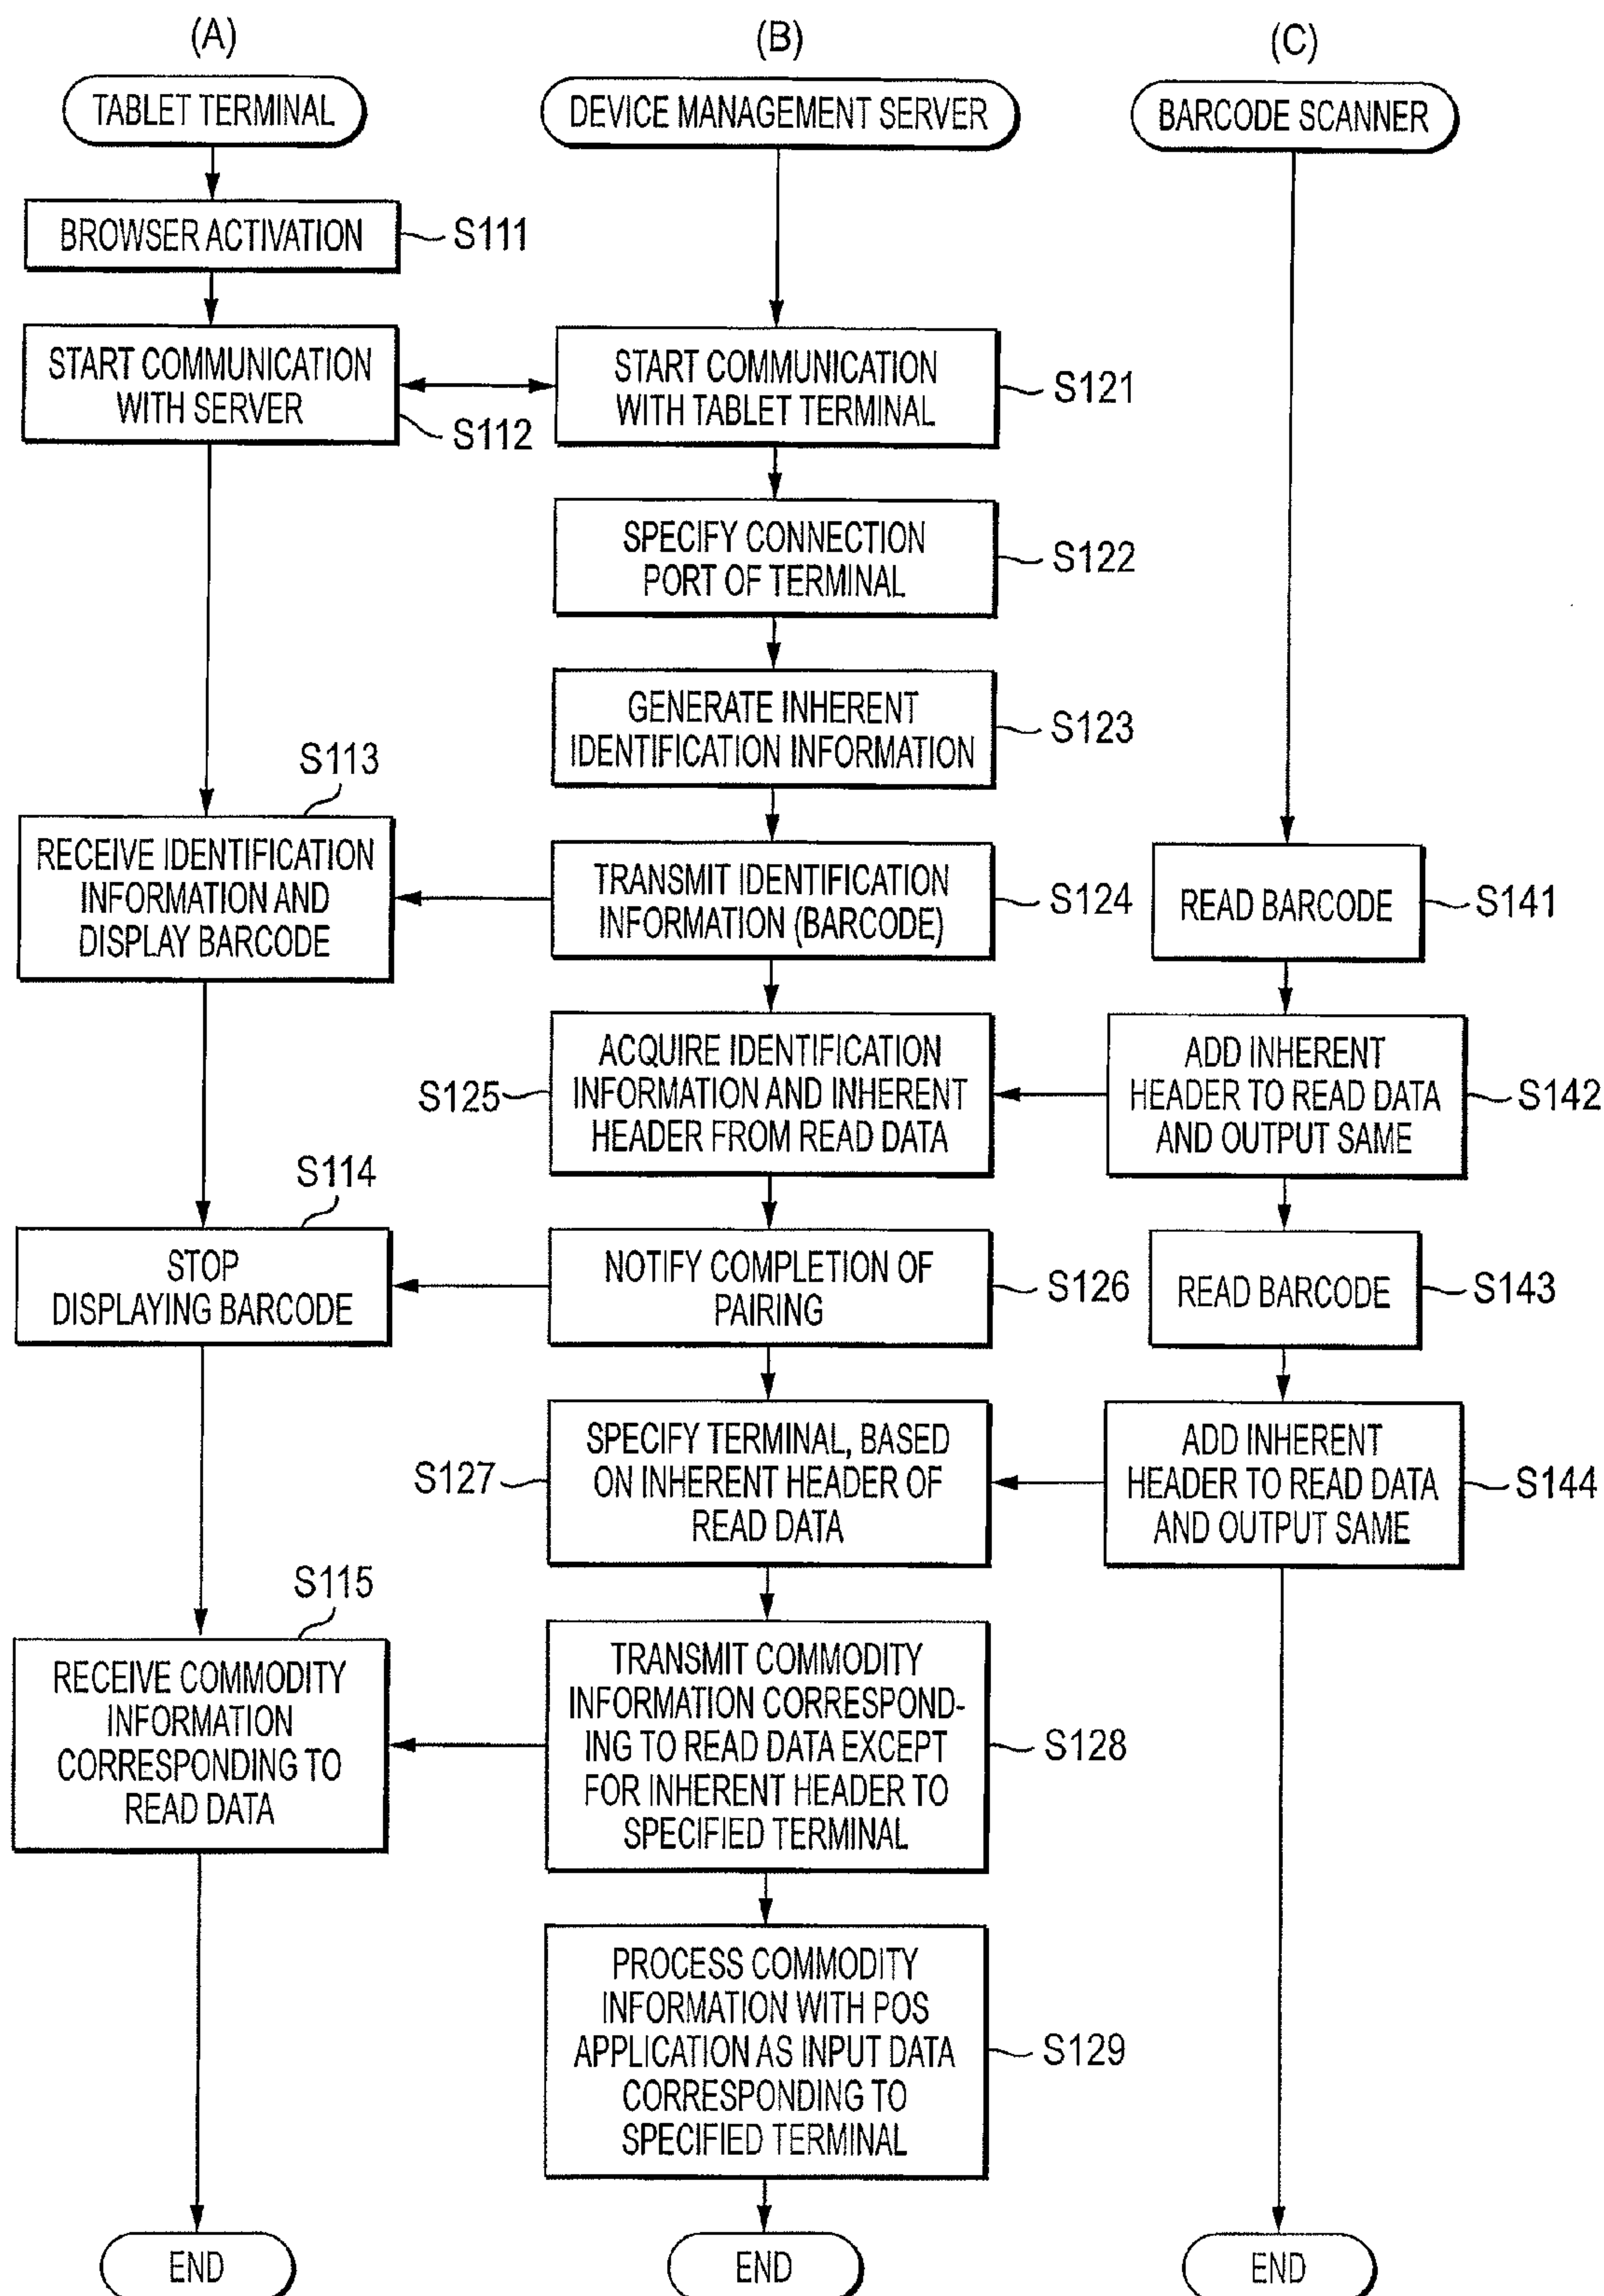 (A)
(B)
(C)
TABLET TERMINAL
DEVICE MANAGEMENT SERVER
BARCODE SCANNER
BROWSER ACTIVATION
S111
START COMMUNICATION
WITH SERVER
S112
START COMMUNICATION
WITH TABLET TERMINAL
S121
SPECIFY CONNECTION
PORT OF TERMINAL
S122
GENERATE INHERENT
IDENTIFICATION INFORMATION
S123
S113
RECEIVE IDENTIFICATION
INFORMATION AND
DISPLAY BARCODE
TRANSMIT IDENTIFICATION
INFORMATION (BARCODE)
S124
READ BARCODE
S141
S125
ACQUIRE IDENTIFICATION
INFORMATION AND INHERENT
HEADER FROM READ DATA
ADD INHERENT
HEADER TO READ DATA
AND OUTPUT SAME
S142
S114
STOP
DISPLAYING BARCODE
NOTIFY COMPLETION OF
PAIRING
S126
READ BARCODE
S143
S127
SPECIFY TERMINAL, BASED
ON INHERENT HEADER OF
READ DATA
ADD INHERENT
HEADER TO READ DATA
AND OUTPUT SAME
S144
S115
RECEIVE COMMODITY
INFORMATION
CORRESPONDING TO
READ DATA
TRANSMIT COMMODITY
INFORMATION CORRESPOND-
ING TO READ DATA EXCEPT
FOR INHERENT HEADER TO
SPECIFIED TERMINAL
S128
PROCESS COMMODITY
INFORMATION WITH POS
APPLICATION AS INPUT DATA
CORRESPONDING TO
SPECIFIED TERMINAL
S129
END
END
END